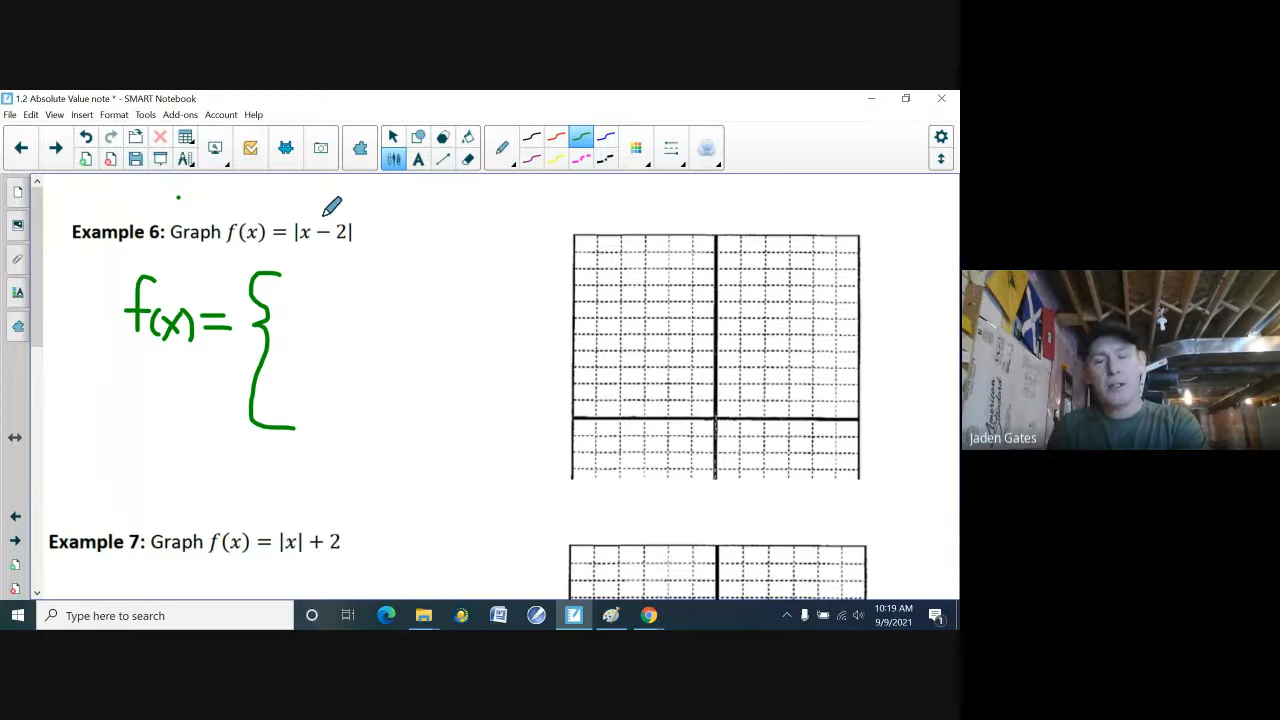 1.2 Absolute Value note * - SMART Notebook
File Edit View Insert Format Tools Add-ons Account Help
Example 6: Graph f(x) = |x − 2|
f(x) = {
Jaden Gates
Example 7: Graph f(x) = |x| + 2
Type here to search
10:19 AM
9/9/2021